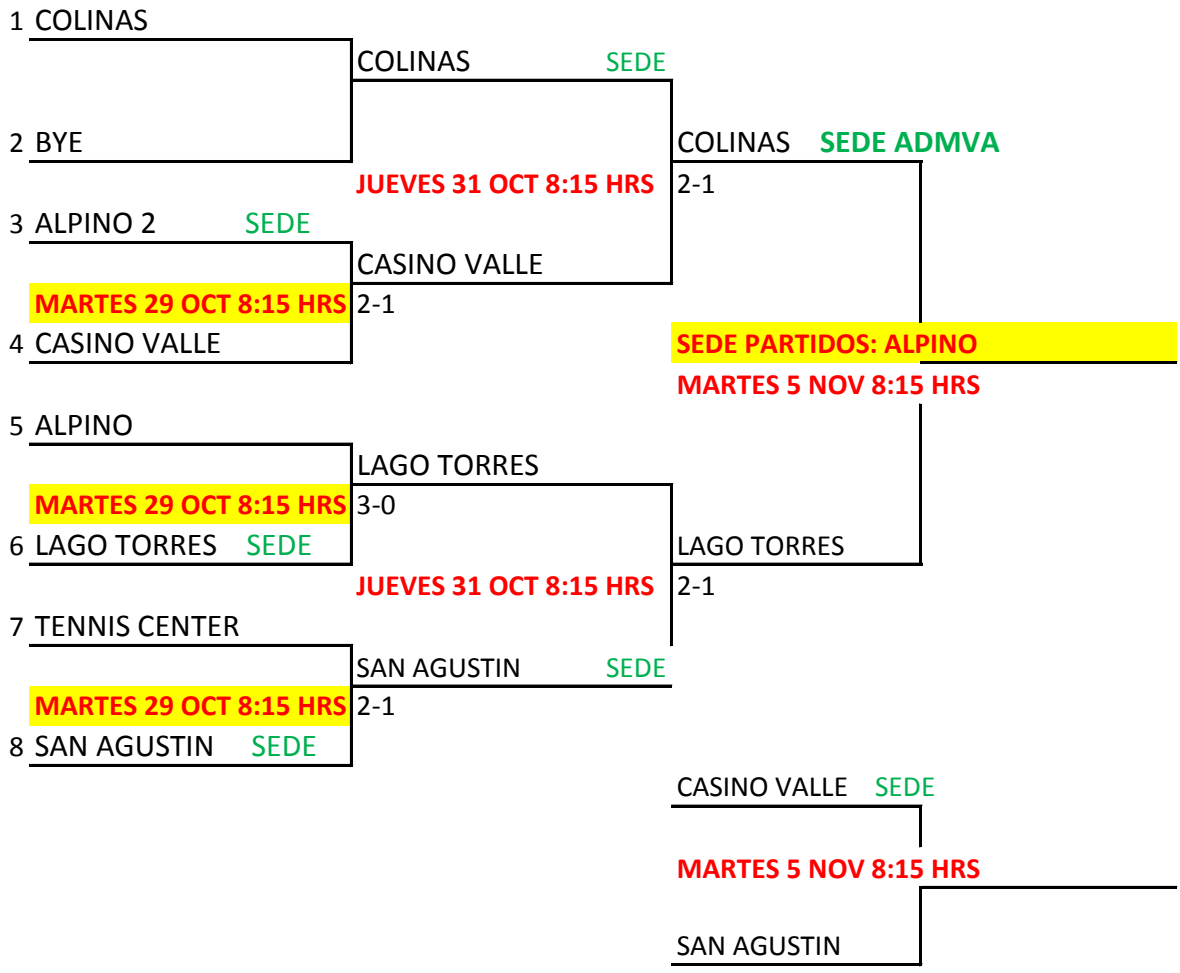 1 COLINAS
COLINAS SEDE
2 BYE
COLINAS SEDE ADMVA
JUEVES 31 OCT 8:15 HRS 2-1
3 ALPINO 2 SEDE
CASINO VALLE
MARTES 29 OCT 8:15 HRS 2-1
4 CASINO VALLE
SEDE PARTIDOS: ALPINO
MARTES 5 NOV 8:15 HRS
5 ALPINO
LAGO TORRES
MARTES 29 OCT 8:15 HRS 3-0
6 LAGO TORRES SEDE
LAGO TORRES
JUEVES 31 OCT 8:15 HRS 2-1
7 TENNIS CENTER
SAN AGUSTIN SEDE
MARTES 29 OCT 8:15 HRS 2-1
8 SAN AGUSTIN SEDE
CASINO VALLE SEDE
MARTES 5 NOV 8:15 HRS
SAN AGUSTIN